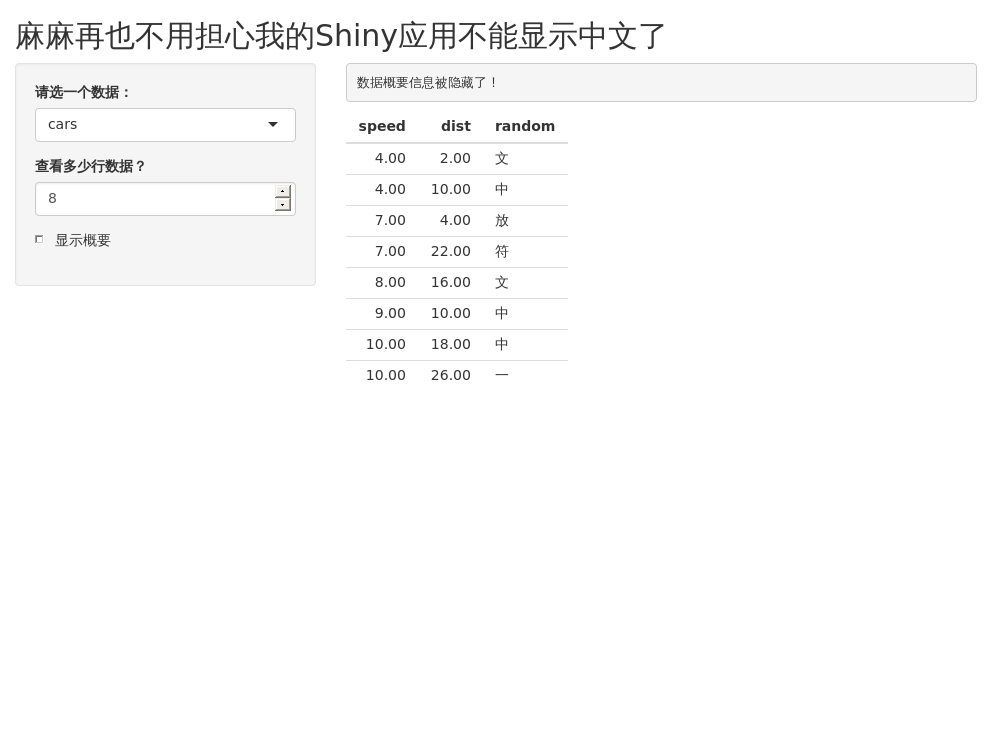 麻麻再也不用担心我的Shiny应用不能显示中文了
请选一个数据：
cars
查看多少行数据？
8
显示概要
数据概要信息被隐藏了！
speed dist random
4.00 2.00 文
4.00 10.00 中
7.00 4.00 放
7.00 22.00 符
8.00 16.00 文
9.00 10.00 中
10.00 18.00 中
10.00 26.00 一